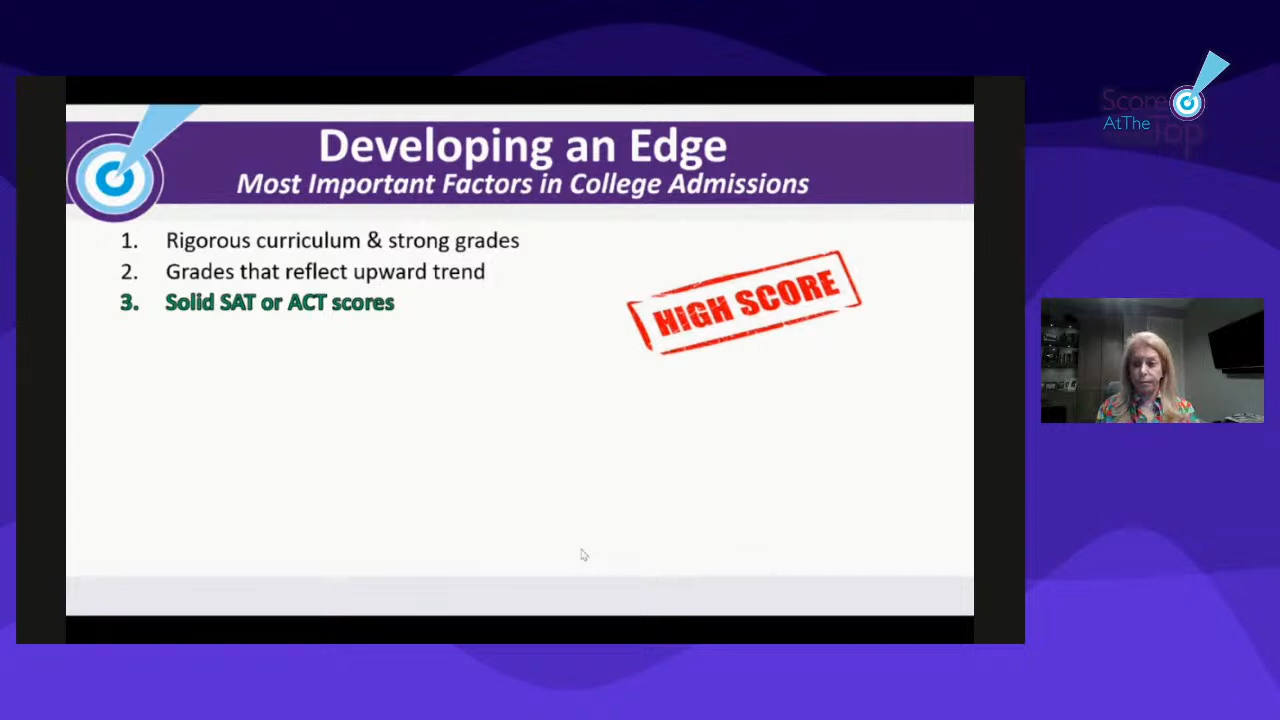 Developing an Edge
Most Important Factors in College Admissions
1. Rigorous curriculum & strong grades
2. Grades that reflect upward trend
3. Solid SAT or ACT scores
HIGH SCORE
Score
AtThe
Top